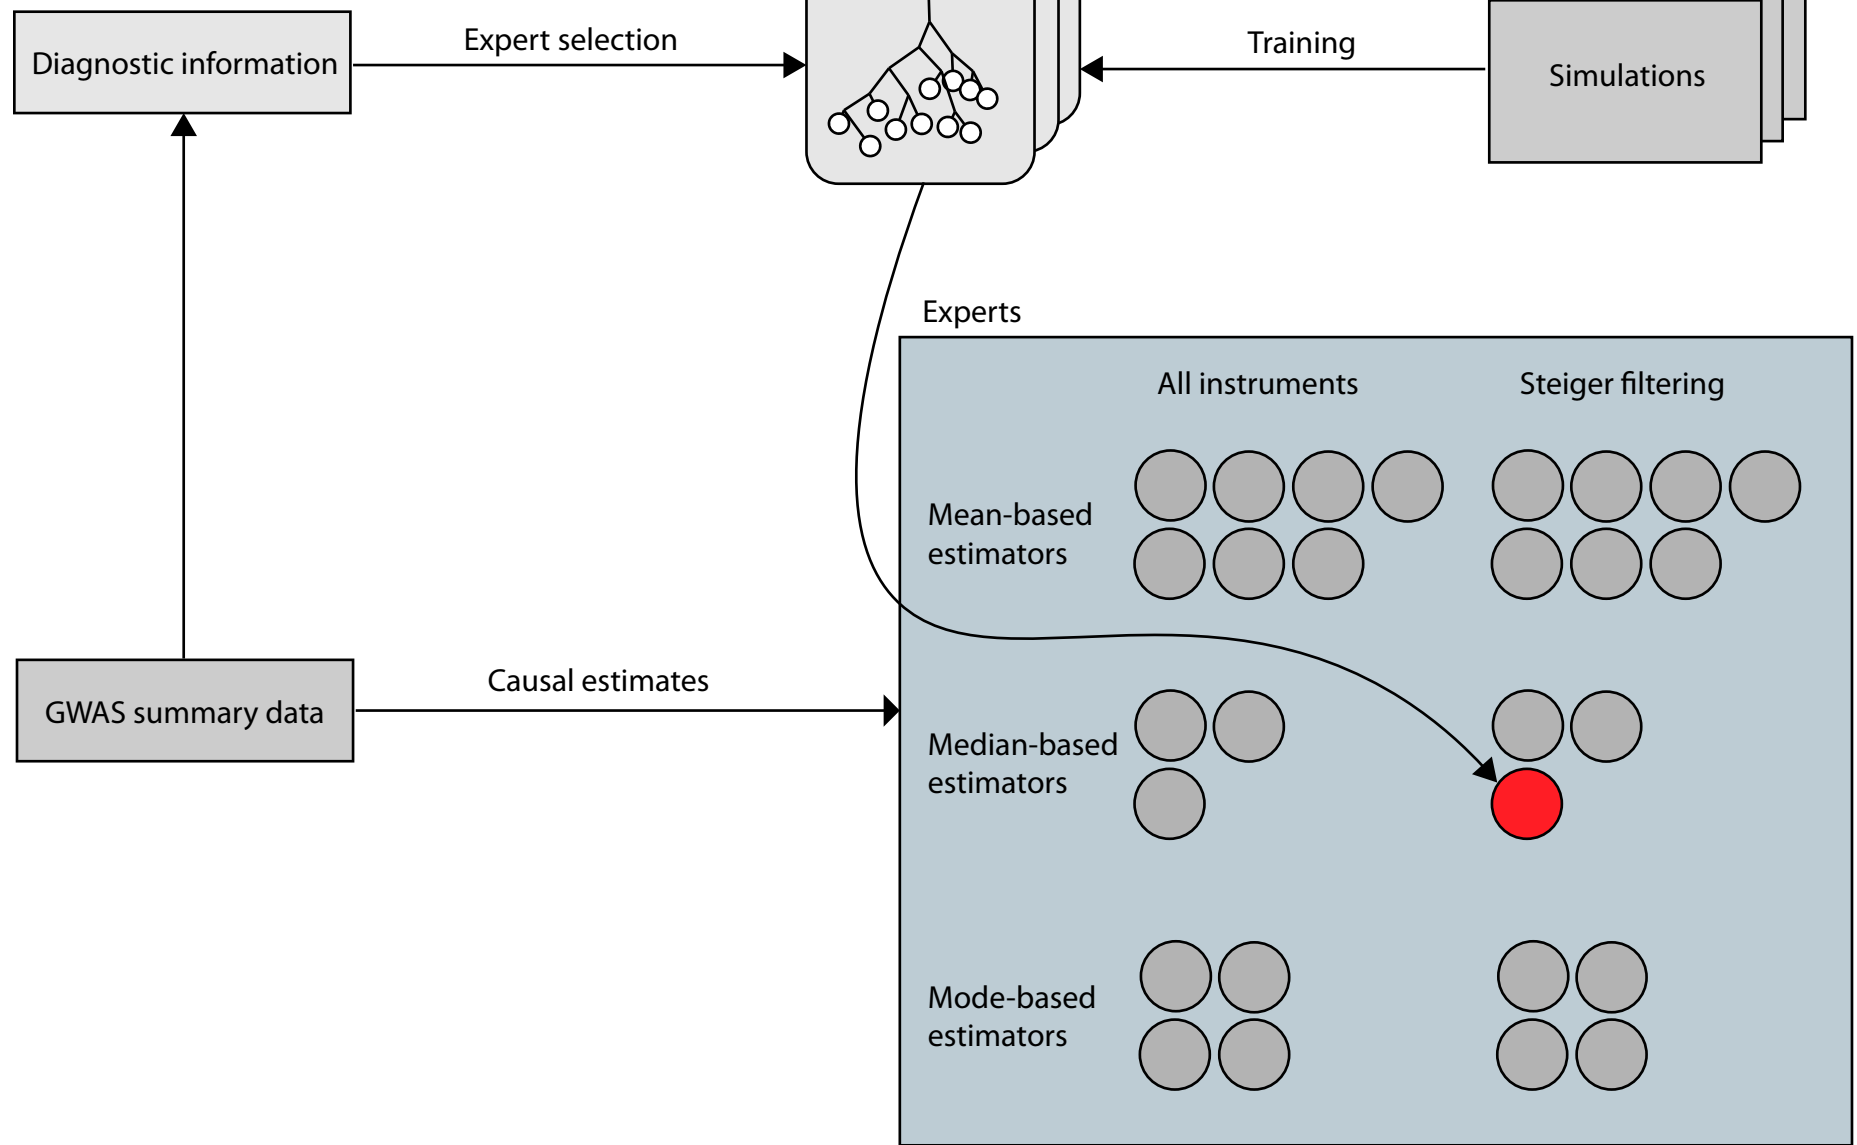 Diagnostic information
Expert selection
Training
Simulations
Experts
All instruments
Steiger filtering
Mean-based
estimators
GWAS summary data
Causal estimates
Median-based
estimators
Mode-based
estimators